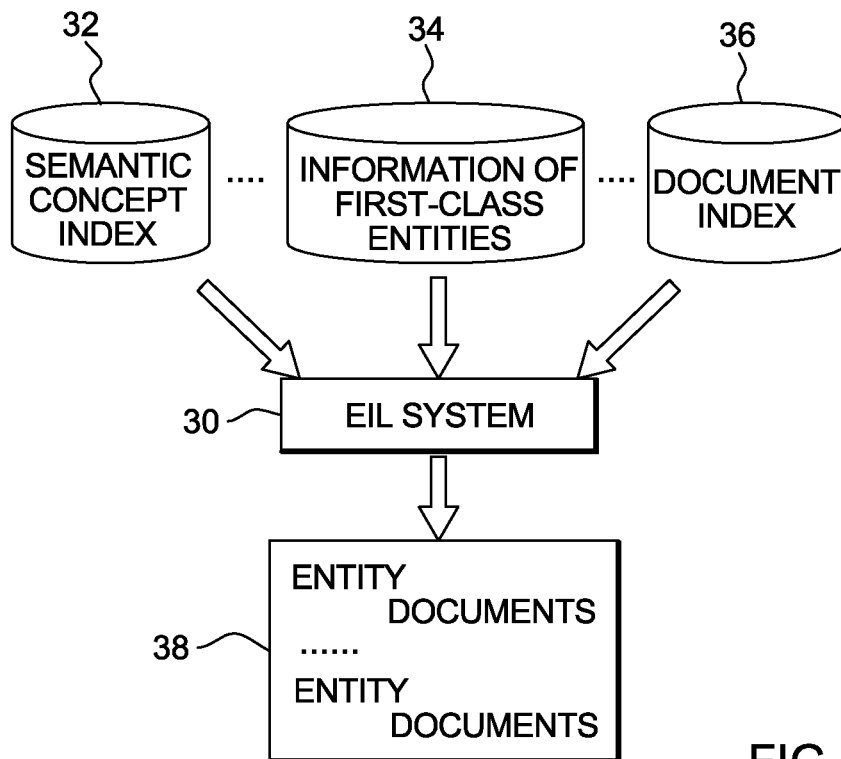 32
34
36
SEMANTIC
CONCEPT
INDEX
....
INFORMATION OF
FIRST-CLASS
ENTITIES
....
DOCUMENT
INDEX
30
EIL SYSTEM
38
ENTITY
DOCUMENTS
......
ENTITY
DOCUMENTS
FIG